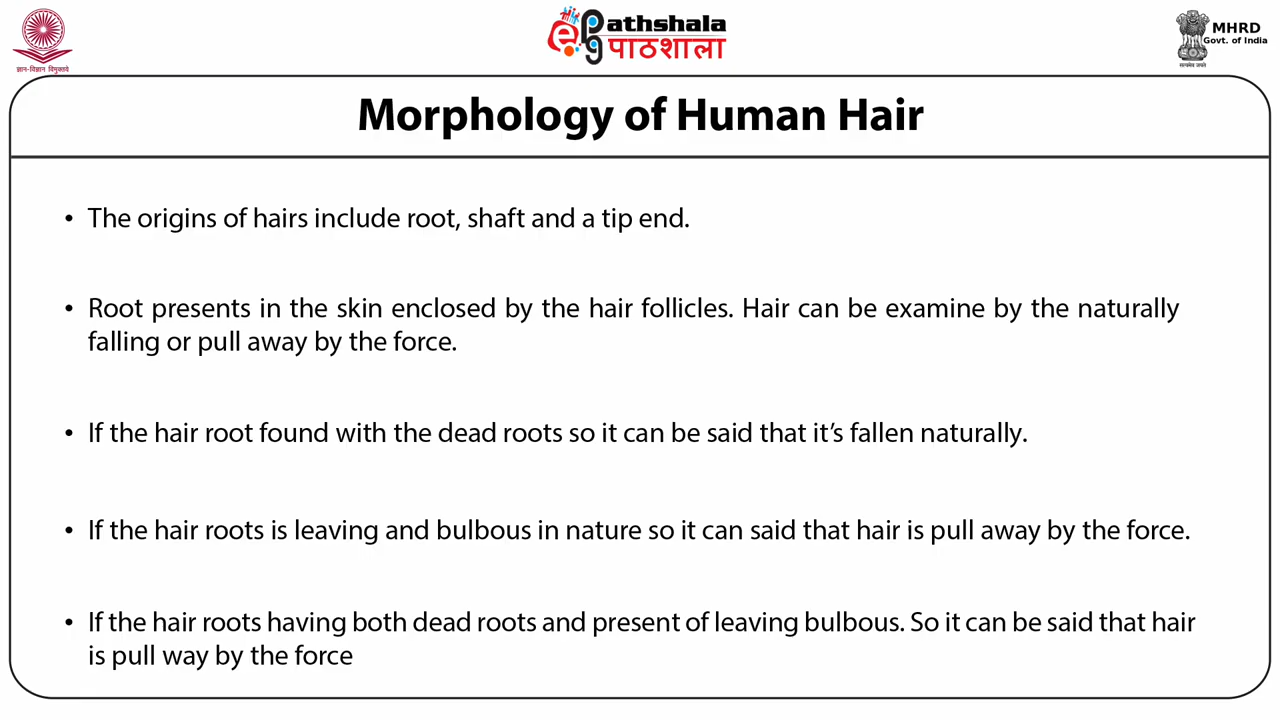 ज्ञान-विज्ञान विमुक्तये
ePG athshala
पाठशाला
MHRD
Govt. of India
सत्यमेव जयते
Morphology of Human Hair
• The origins of hairs include root, shaft and a tip end.
• Root presents in the skin enclosed by the hair follicles. Hair can be examine by the naturally
falling or pull away by the force.
• If the hair root found with the dead roots so it can be said that it's fallen naturally.
• If the hair roots is leaving and bulbous in nature so it can said that hair is pull away by the force.
• If the hair roots having both dead roots and present of leaving bulbous. So it can be said that hair
is pull way by the force